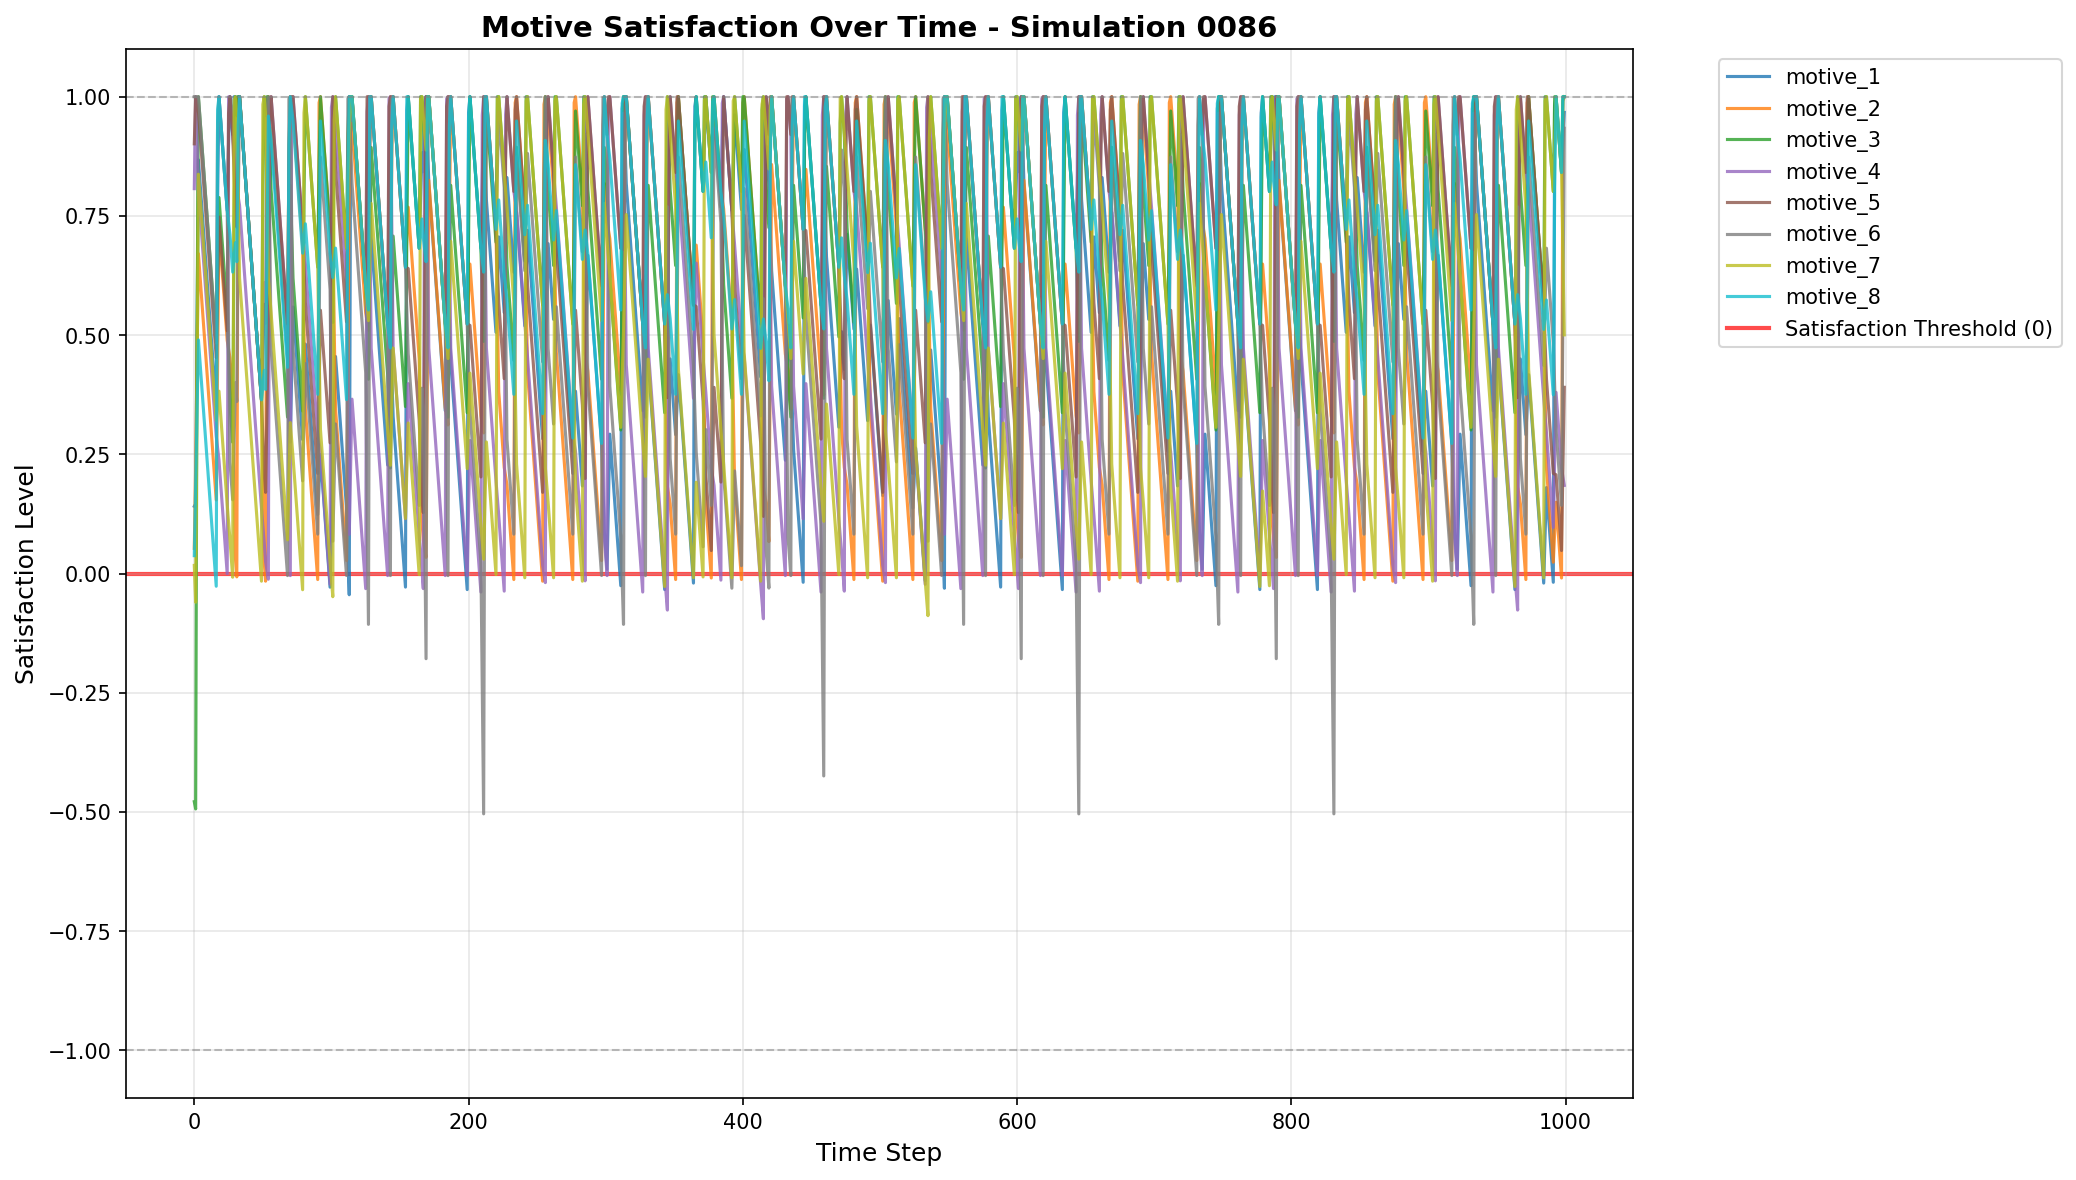 Motive Satisfaction Over Time - Simulation 0086
1.00
0.75
0.50
0.25
0.00
−0.25
−0.50
−0.75
−1.00
Satisfaction Level
0
200
400
600
800
1000
Time Step
motive_1
motive_2
motive_3
motive_4
motive_5
motive_6
motive_7
motive_8
Satisfaction Threshold (0)